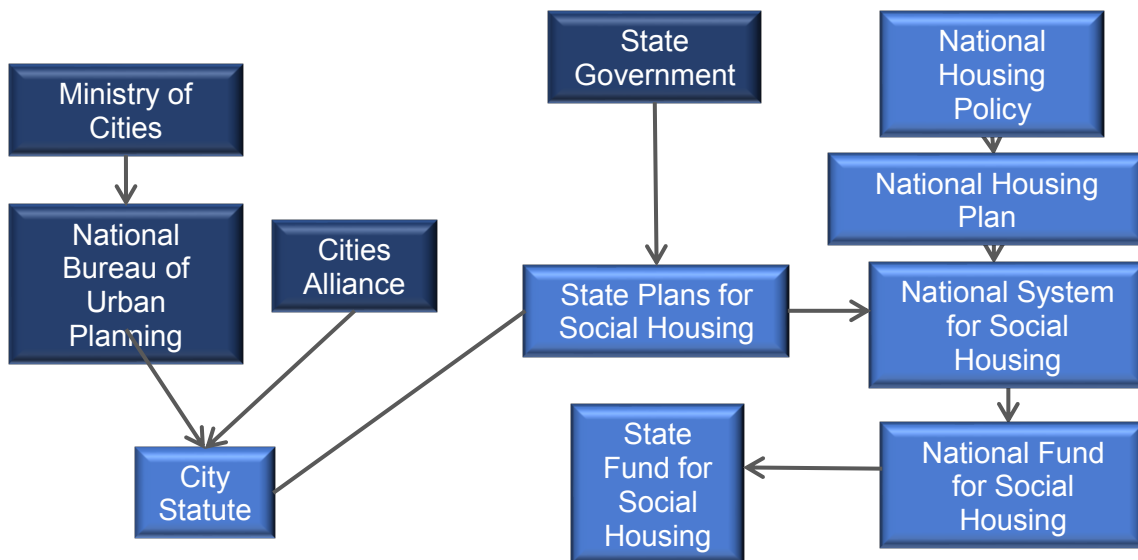 Ministry of
Cities
National
Bureau of
Urban
Planning
Cities
Alliance
City
Statute
State
Government
State Plans for
Social Housing
State
Fund for
Social
Housing
National
Housing
Policy
National Housing
Plan
National System
for Social
Housing
National Fund
for Social
Housing